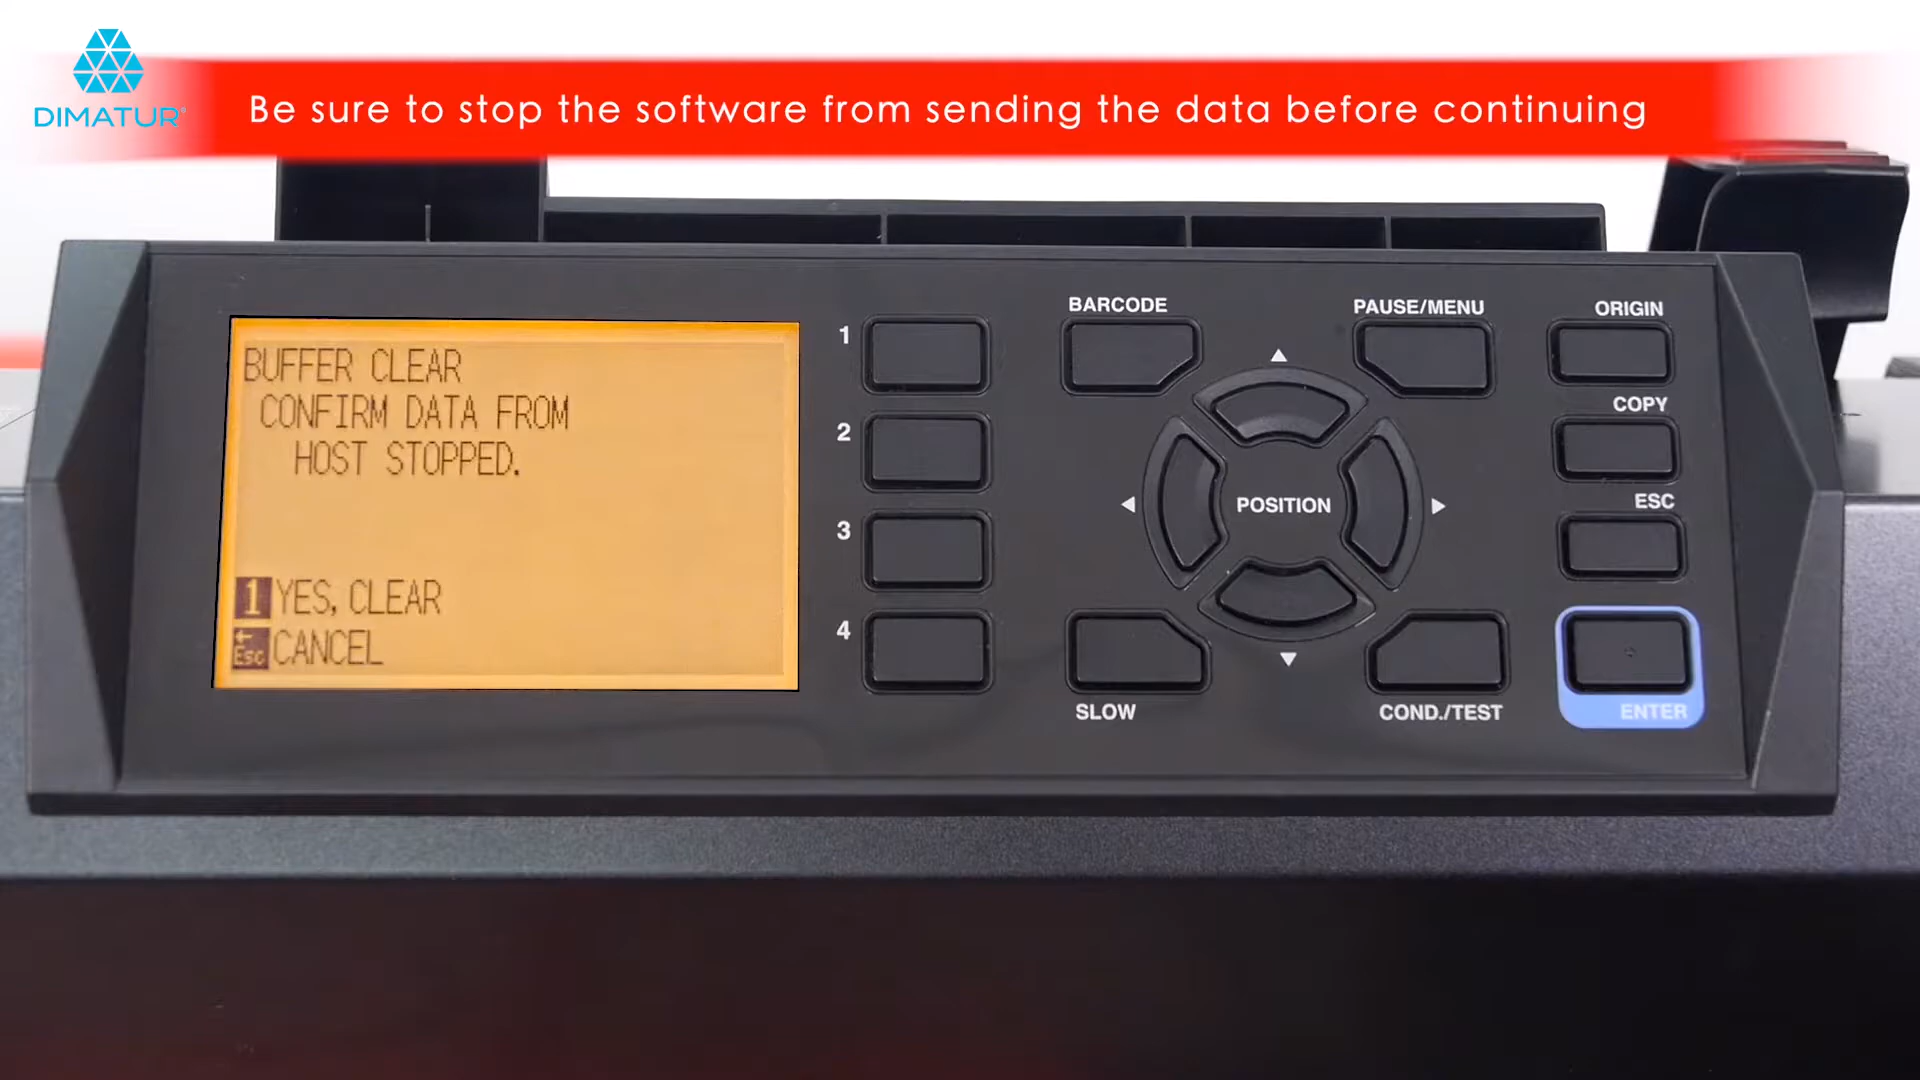 DIMATUR
Be sure to stop the software from sending the data before continuing
BUFFER CLEAR
CONFIRM DATA FROM
HOST STOPPED.
1 YES, CLEAR
← Esc CANCEL
1
2
3
4
BARCODE
PAUSE/MENU
ORIGIN
COPY
ESC
POSITION
SLOW
COND./TEST
ENTER